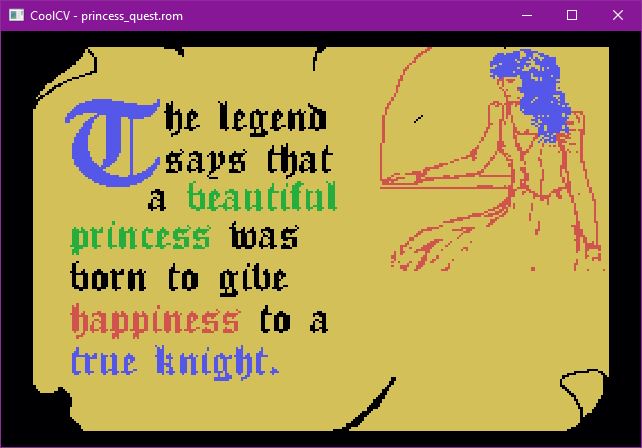 CoolCV - princess_quest.rom
The legend
says that
a beautiful
princess was
born to give
happiness to a
true knight.